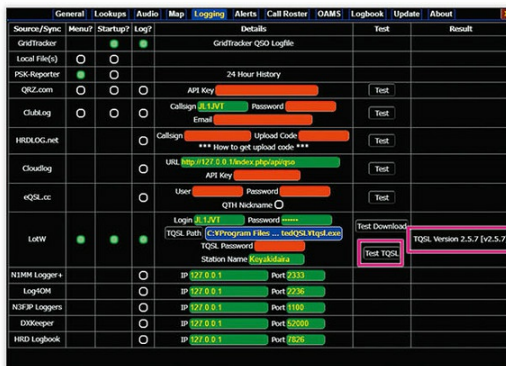 General Lookups Audio Map Logging Alerts Call Roster OAMS Logbook Update About
Source/Sync Menu? Startup? Log? Details Test Result
GridTracker GridTracker QSO Logfile
Local File(s)
PSK-Reporter 24 Hour History
QRZ.com API Key Test
ClubLog Callsign JL1JVT Password Test
Email
HRDLOG.net Callsign Upload Code Test
*** How to get upload code ***
Cloudlog URL http://127.0.0.1/index.php/api/qso Test
API Key
eQSL.cc User Password Test
QTH Nickname
LotW Login JL1JVT Password •••••• Test Download
TQSL Path C:¥Program Files ... tedQSL¥tqsl.exe TQSL Version 2.5.7 [v2.5.7]
TQSL Password Test TQSL
Station Name Koyakidaira
N1MM Logger+ IP 127.0.0.1 Port 2333
Log4OM IP 127.0.0.1 Port 2236
N3FJP Loggers IP 127.0.0.1 Port 1100
DXKeeper IP 127.0.0.1 Port 52000
HRD Logbook IP 127.0.0.1 Port 7826